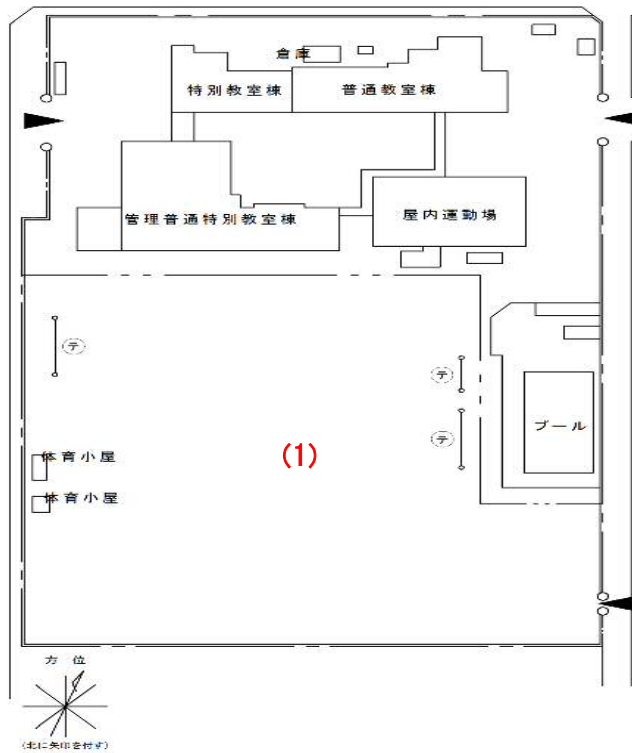 倉庫
特別教室棟
普通教室棟
管理普通特別教室棟
屋内運動場
テ
テ
プール
テ
(1)
体育小屋
体育小屋
方 位
(北に矢印を付す)